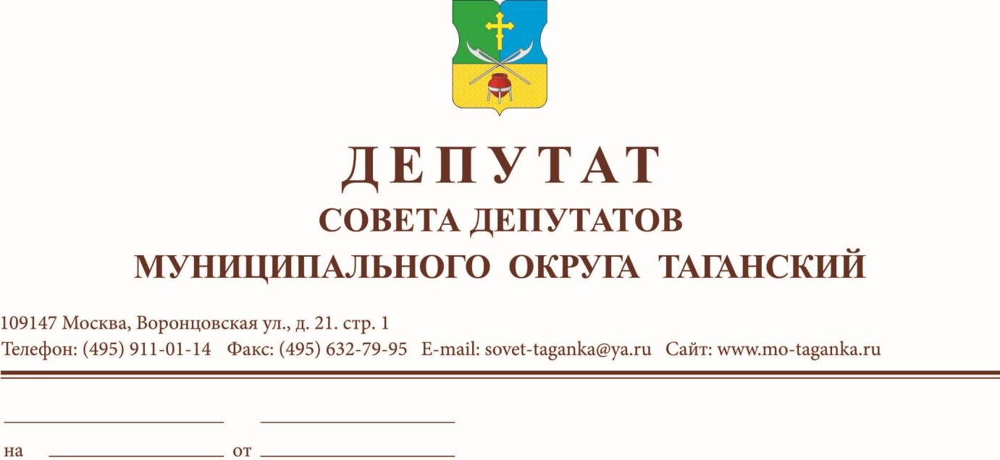 ДЕПУТАТ
СОВЕТА ДЕПУТАТОВ
МУНИЦИПАЛЬНОГО ОКРУГА ТАГАНСКИЙ
109147 Москва, Воронцовская ул., д. 21. стр. 1
Телефон: (495) 911-01-14 Факс: (495) 632-79-95 E-mail: sovet-taganka@ya.ru Сайт: www.mo-taganka.ru
на от